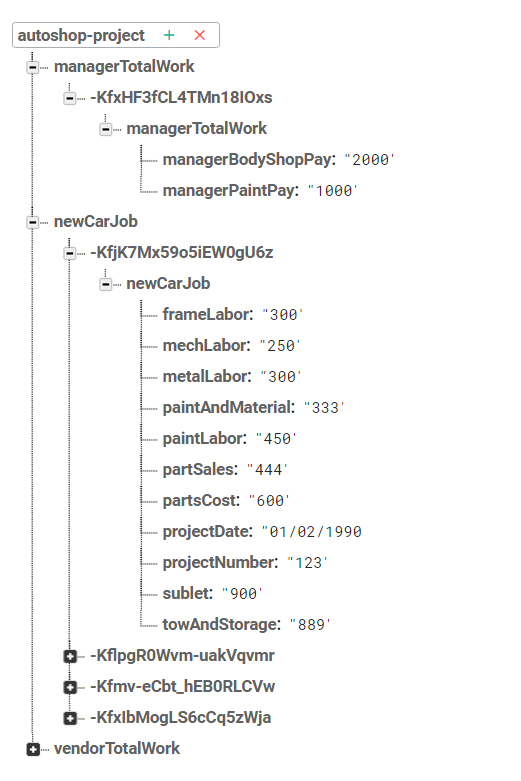 autoshop-project + ×
managerTotalWork
-KfxHF3fCL4TMn18IOxs
managerTotalWork
managerBodyShopPay: "2000'
managerPaintPay: "1000'
newCarJob
-KfjK7Mx59o5iEW0gU6z
newCarJob
frameLabor: "300'
mechLabor: "250'
metalLabor: "300'
paintAndMaterial: "333'
paintLabor: "450'
partSales: "444'
partsCost: "600'
projectDate: "01/02/1990
projectNumber: "123'
sublet: "900'
towAndStorage: "889'
-KflpgR0Wvm-uakVqvmr
-Kfmv-eCbt_hEB0RLCVw
-KfxIbMogLS6cCq5zWja
vendorTotalWork